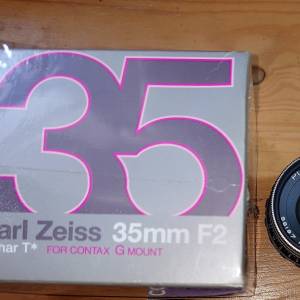 35
arl Zeiss 35mm F2
nar T*
FOR CONTAX G MOUNT